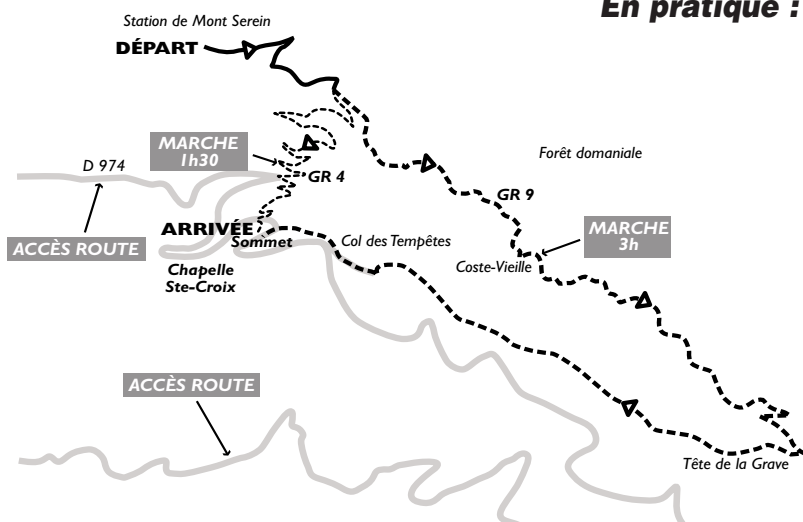 En pratique :
Station de Mont Serein
DÉPART
MARCHE
1h30
D 974
GR 4
Forêt domaniale
GR 9
ACCÈS ROUTE
ARRIVÉE
Sommet
Col des Tempêtes
MARCHE
3h
Chapelle
Ste-Croix
Coste-Vieille
ACCÈS ROUTE
Tête de la Grave